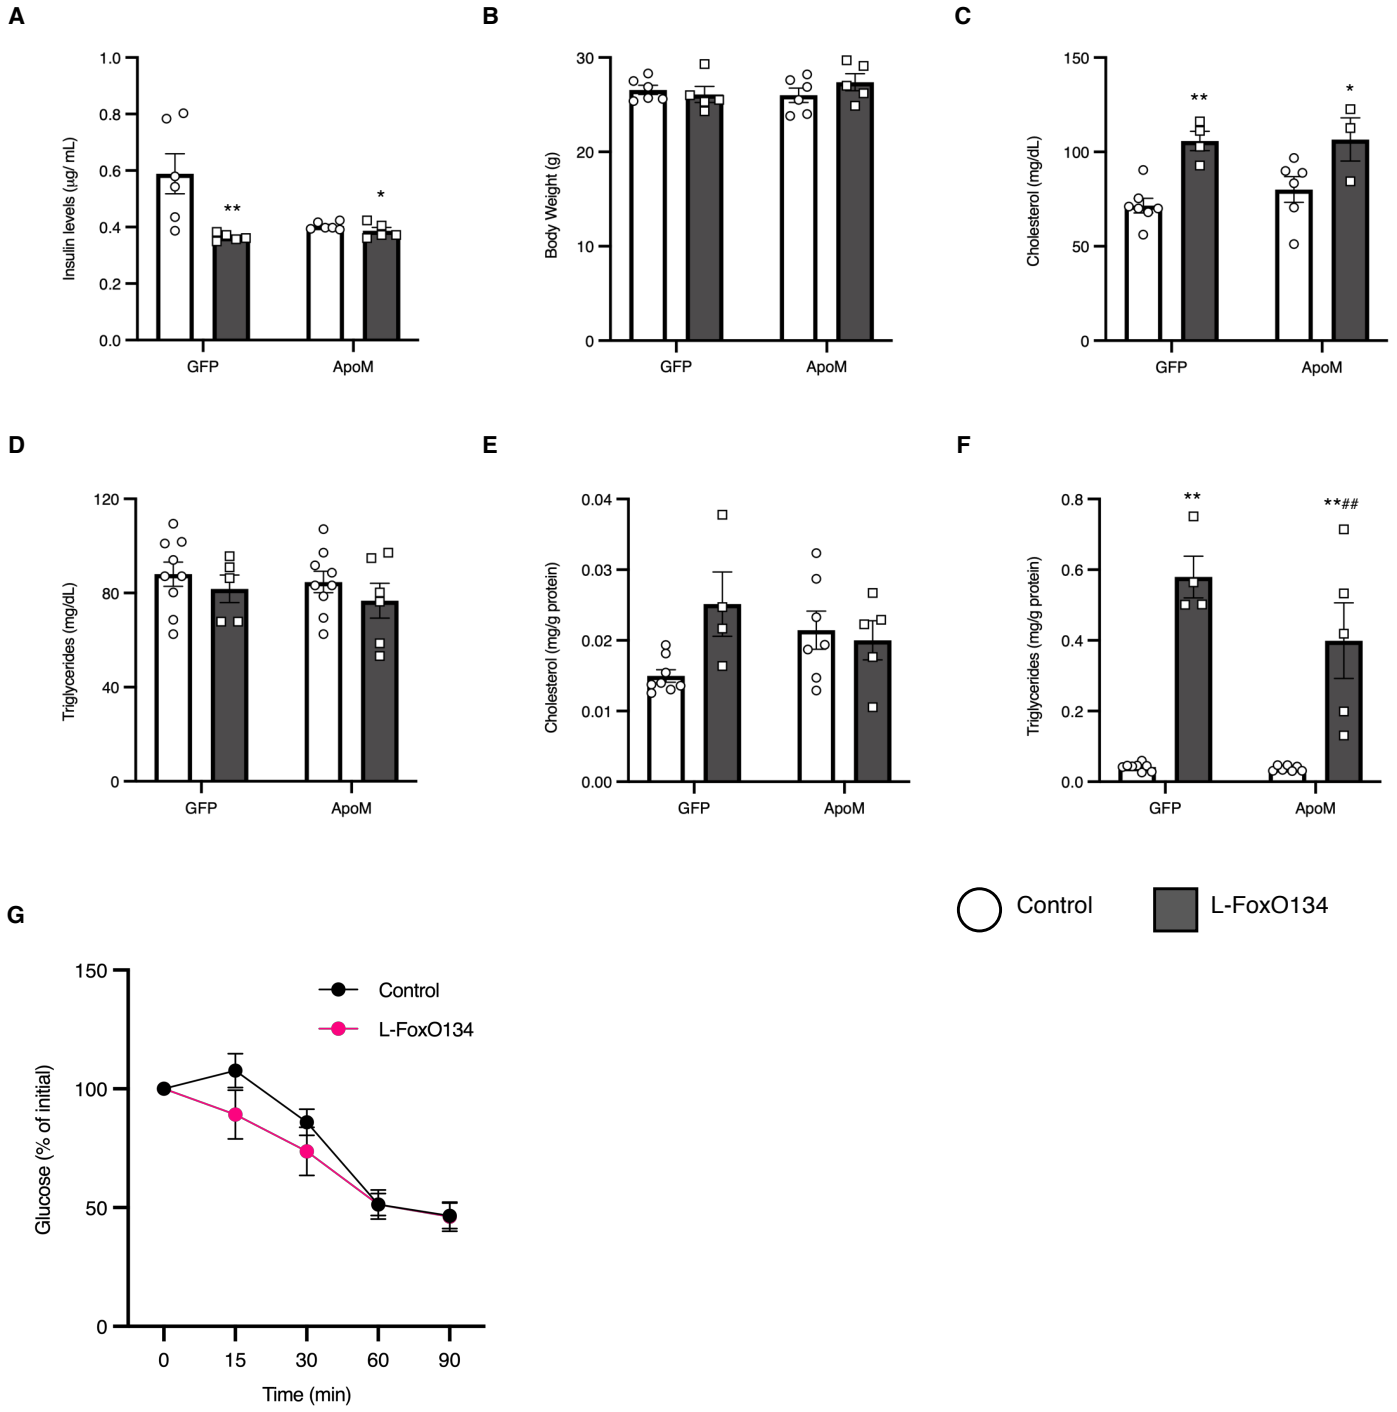 A
B
C
1.0
0.8
0.6
0.4
0.2
0.0
Insulin levels (μg/ mL)
**
*
GFP
ApoM
30
20
10
0
Body Weight (g)
GFP
ApoM
150
100
50
0
Cholesterol (mg/dL)
**
*
GFP
ApoM
D
E
F
120
80
40
0
Triglycerides (mg/dL)
GFP
ApoM
0.04
0.03
0.02
0.01
0.00
Cholesterol (mg/g protein)
GFP
ApoM
0.8
0.6
0.4
0.2
0.0
Triglycerides (mg/g protein)
**
**##
GFP
ApoM
Control
L-FoxO134
G
150
100
50
0
Glucose (% of initial)
Control
L-FoxO134
0
15
30
60
90
Time (min)